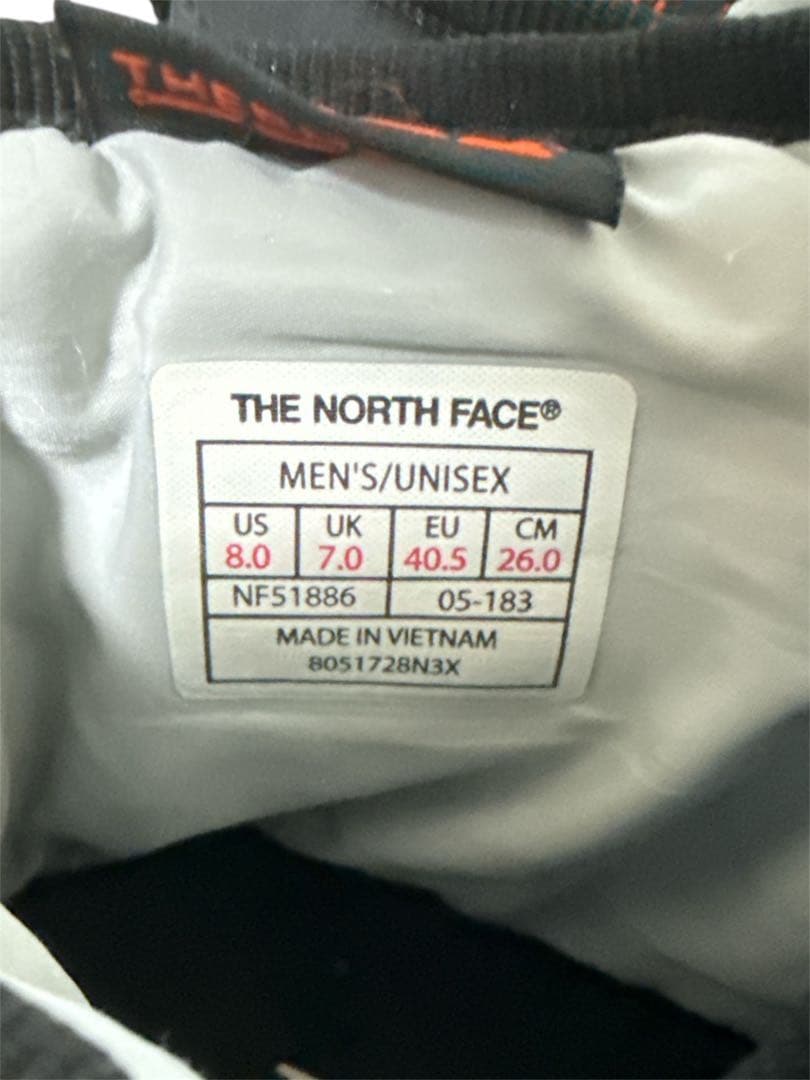 THE NORTH FACE®
MEN'S/UNISEX
US UK EU CM
8.0 7.0 40.5 26.0
NF51886 05-183
MADE IN VIETNAM
8051728N3X